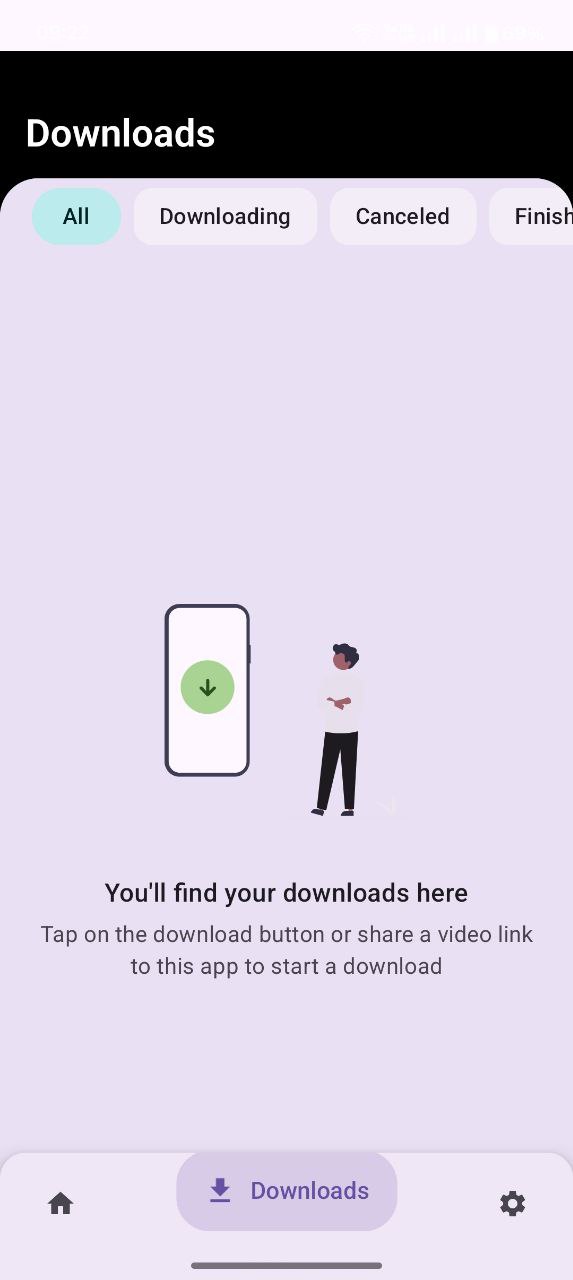 Downloads
All
Downloading
Canceled
Finish
You'll find your downloads here
Tap on the download button or share a video link
to this app to start a download
Downloads